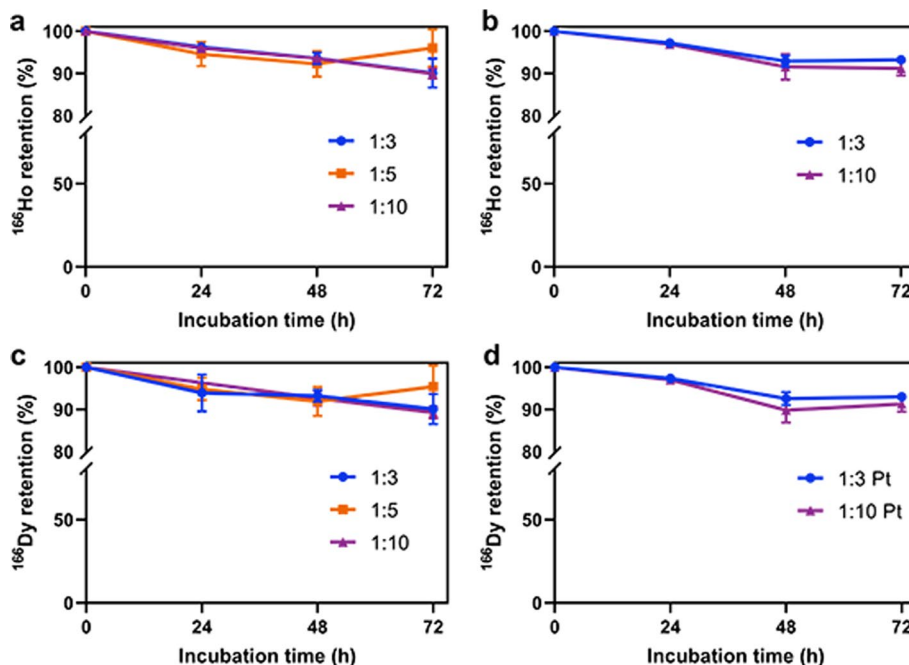 a
100
90
80
50
0
¹⁶⁶Ho retention (%)
1:3
1:5
1:10
0 24 48 72
Incubation time (h)
b
100
90
80
50
0
¹⁶⁶Ho retention (%)
1:3
1:10
0 24 48 72
Incubation time (h)
c
100
90
80
50
0
¹⁶⁶Dy retention (%)
1:3
1:5
1:10
0 24 48 72
Incubation time (h)
d
100
90
80
50
0
¹⁶⁶Dy retention (%)
1:3 Pt
1:10 Pt
0 24 48 72
Incubation time (h)